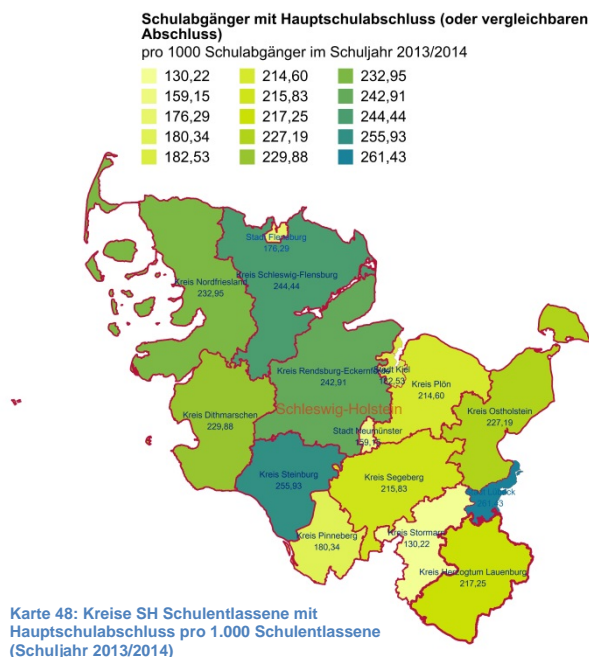 Schulabgänger mit Hauptschulabschluss (oder vergleichbaren
Abschluss)
pro 1000 Schulabgänger im Schuljahr 2013/2014
130,22 214,60 232,95
159,15 215,83 242,91
176,29 217,25 244,44
180,34 227,19 255,93
182,53 229,88 261,43
Stadt Flensburg
176,29
Kreis Nordfriesland
232,95
Kreis Schleswig-Flensburg
244,44
Kreis Rendsburg-Eckernförde
242,91
Stadt Kiel
182,53
Kreis Plön
214,60
Kreis Ostholstein
227,19
Kreis Dithmarschen
229,88
Schleswig-Holstein
Stadt Neumünster
159,15
Kreis Steinburg
255,93
Kreis Segeberg
215,83
Stadt Lübeck
261,43
Kreis Pinneberg
180,34
Kreis Stormarn
130,22
Kreis Herzogtum Lauenburg
217,25
Karte 48: Kreise SH Schulentlassene mit
Hauptschulabschluss pro 1.000 Schulentlassene
(Schuljahr 2013/2014)